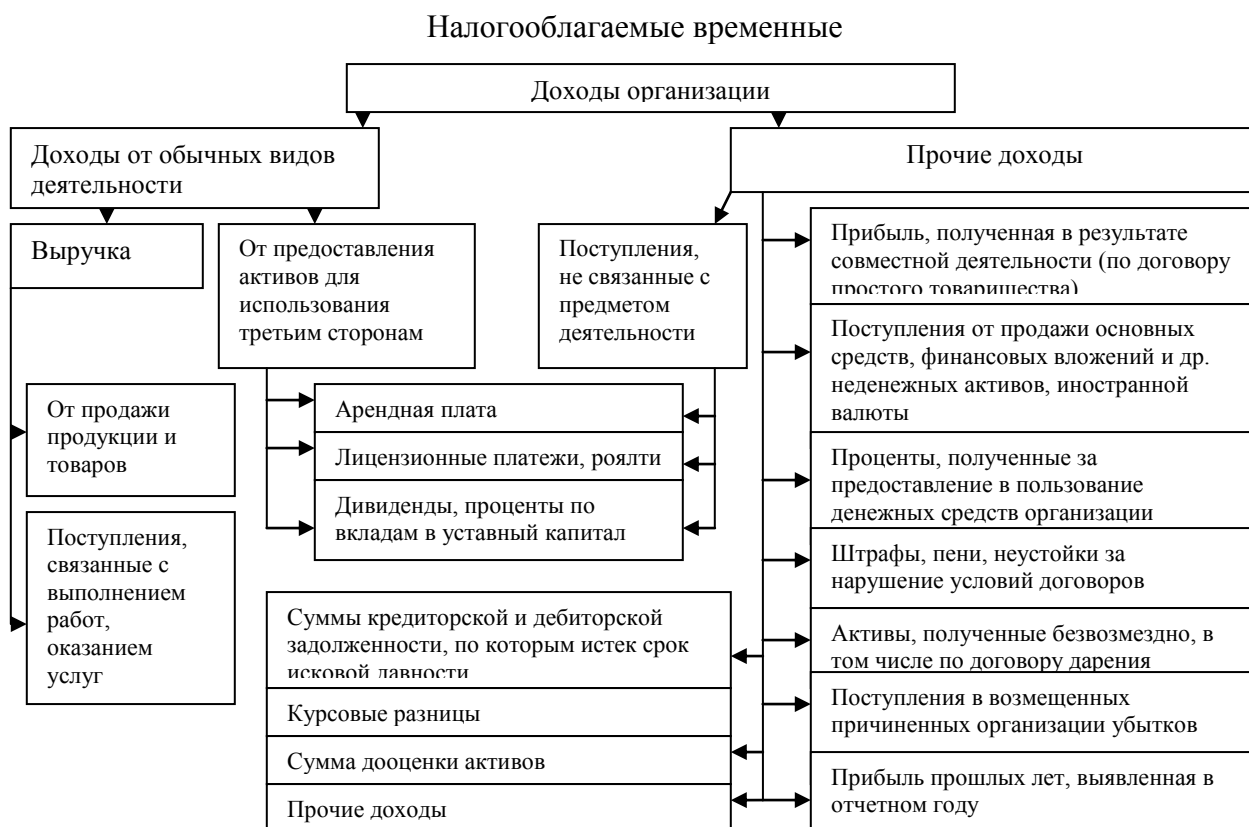 Налогооблагаемые временные
Доходы организации
Доходы от обычных видов
деятельности
Прочие доходы
Выручка
От предоставления
активов для
использования
третьим сторонам
Поступления,
не связанные с
предметом
деятельности
От продажи
продукции и
товаров
Поступления,
связанные с
выполнением
работ,
оказанием
услуг
Арендная плата
Лицензионные платежи, роялти
Дивиденды, проценты по
вкладам в уставный капитал
Прибыль, полученная в результате
совместной деятельности (по договору
простого товарищества)
Поступления от продажи основных
средств, финансовых вложений и др.
неденежных активов, иностранной
валюты
Проценты, полученные за
предоставление в пользование
денежных средств организации
Штрафы, пени, неустойки за
нарушение условий договоров
Активы, полученные безвозмездно, в
том числе по договору дарения
Поступления в возмещенных
причиненных организации убытков
Прибыль прошлых лет, выявленная в
отчетном году
Суммы кредиторской и дебиторской
задолженности, по которым истек срок
исковой давности
Курсовые разницы
Сумма дооценки активов
Прочие доходы